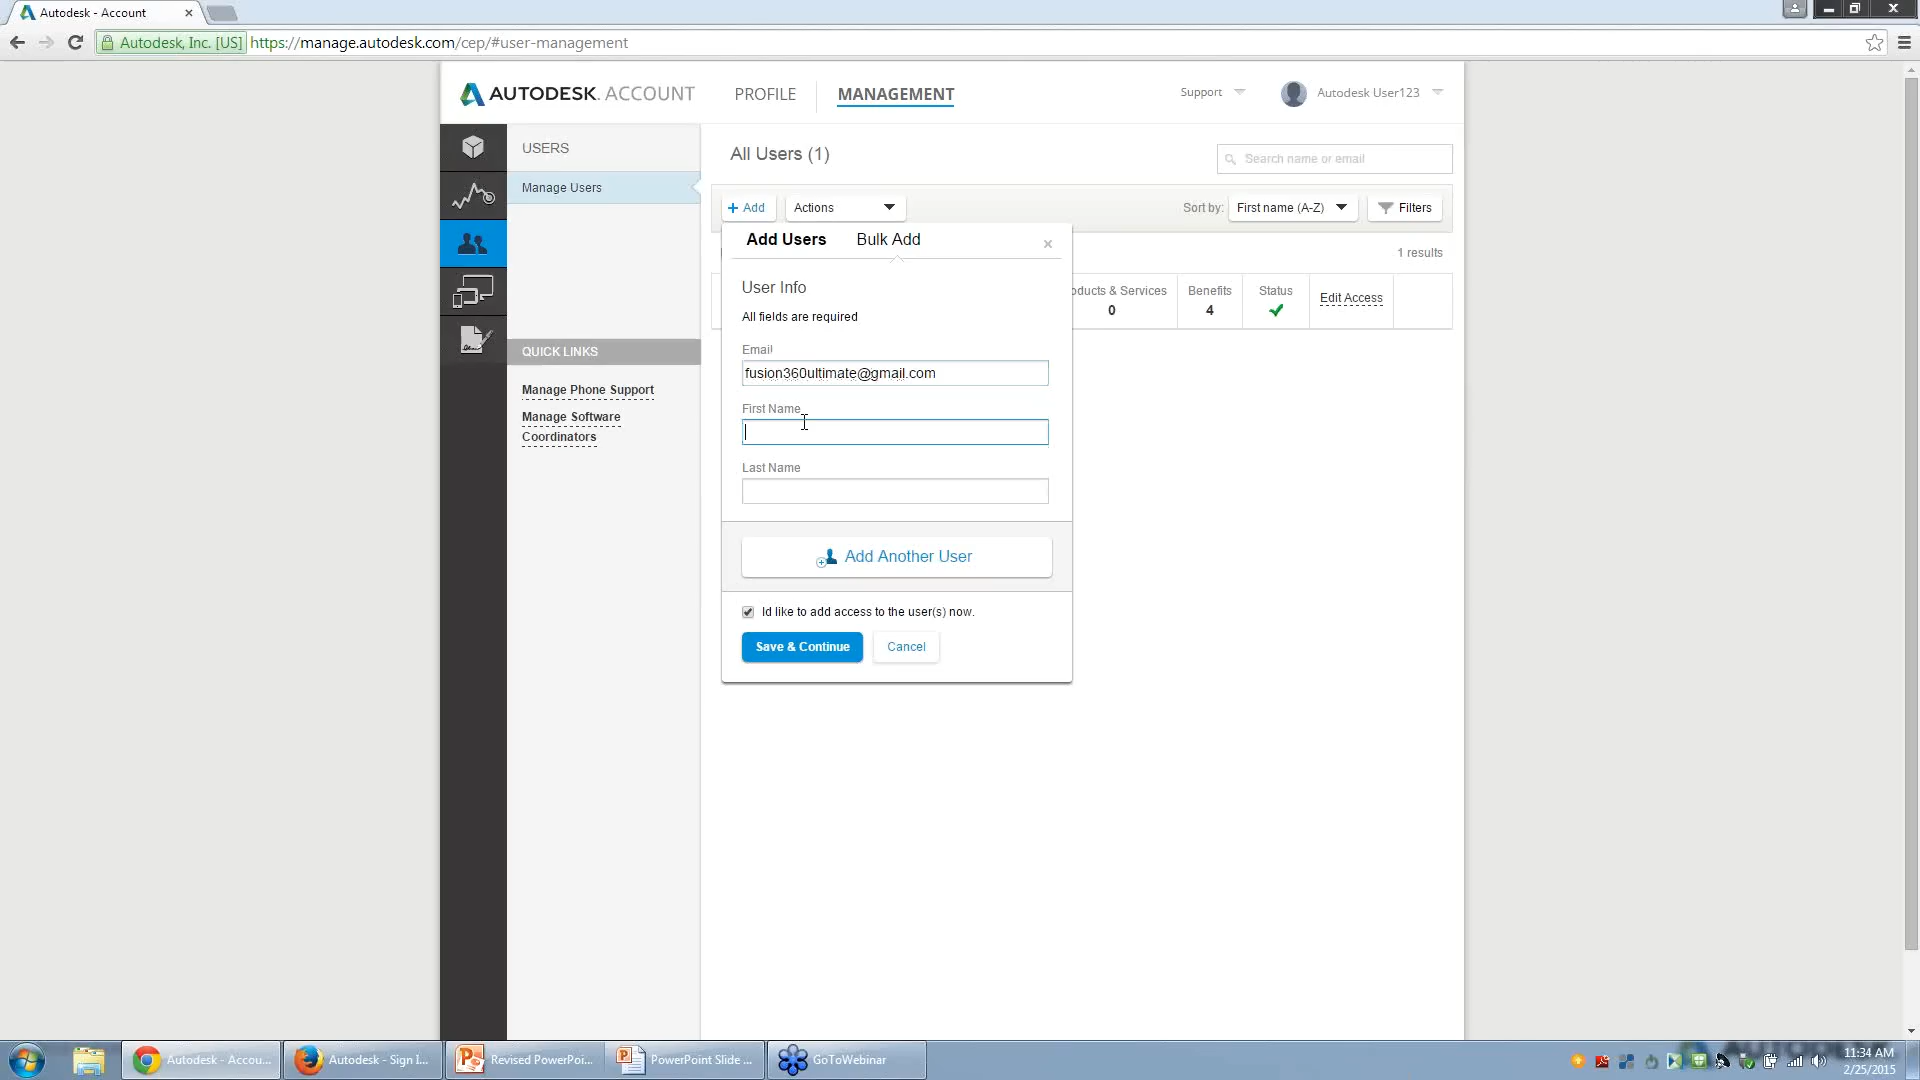 Autodesk - Account
Autodesk, Inc. [US] https://manage.autodesk.com/cep/#user-management
AUTODESK. ACCOUNT PROFILE MANAGEMENT Support Autodesk User123
USERS
Manage Users
QUICK LINKS
Manage Phone Support
Manage Software
Coordinators
All Users (1)
Search name or email
+ Add Actions Sort by: First name (A-Z) Filters
1 results
oducts & Services Benefits Status Edit Access
0 4
Add Users Bulk Add
User Info
All fields are required
Email
fusion360ultimate@gmail.com
First Name
Last Name
Add Another User
Id like to add access to the user(s) now.
Save & Continue Cancel
Autodesk - Accou... Autodesk - Sign I... Revised PowerPoi... PowerPoint Slide ... GoToWebinar
11:34 AM
2/25/2015